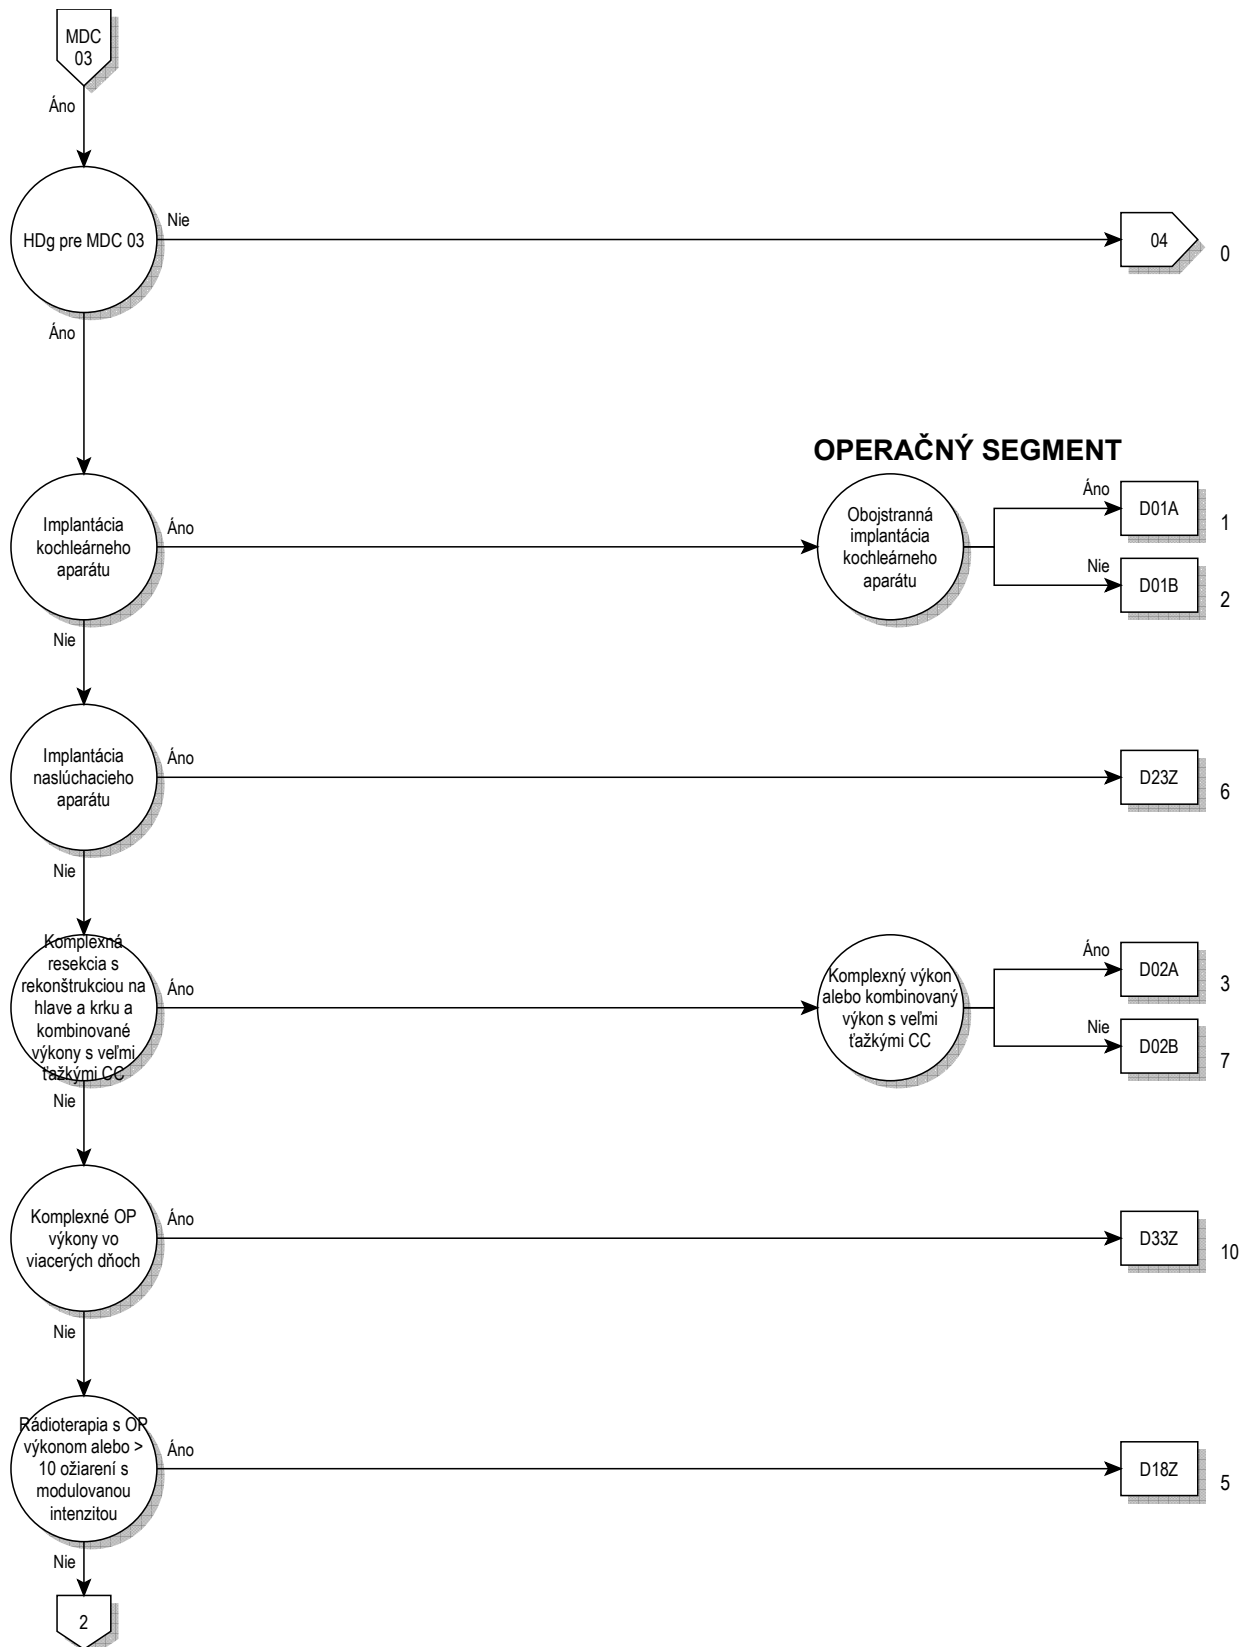 MDC
03
Áno
HDg pre MDC 03
Nie
04
0
Áno
OPERAČNÝ SEGMENT
Implantácia
kochleárneho
aparátu
Áno
Obojstranná
implantácia
kochleárneho
aparátu
Áno
D01A
1
Nie
D01B
2
Nie
Implantácia
naslúchacieho
aparátu
Áno
D23Z
6
Nie
Komplexná
resekcia s
rekonštrukciou na
hlave a krku a
kombinované
výkony s veľmi
ťažkými CC
Áno
Komplexný výkon
alebo kombinovaný
výkon s veľmi
ťažkými CC
Áno
D02A
3
Nie
D02B
7
Nie
Komplexné OP
výkony vo
viacerých dňoch
Áno
D33Z
10
Nie
Rádioterapia s OP
výkonom alebo >
10 ožiarení s
modulovanou
intenzitou
Áno
D18Z
5
Nie
2